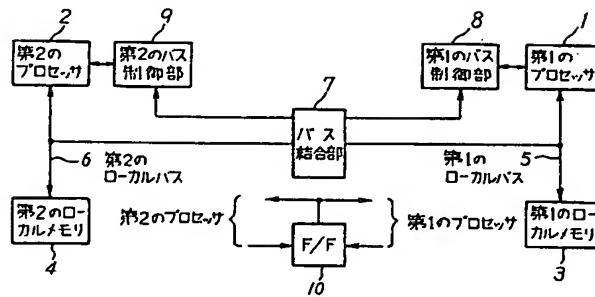 2
9
8
1
第2の
プロセッサ
第2のバス
制御部
第1のバス
制御部
第1の
プロセッサ
7
バス
結合部
6
第2の
ローカルバス
第1の
ローカルバス
5
第2のロー
カルメモリ
4
第2のプロセッサ
F/F
10
第1のプロセッサ
第1のロー
カルメモリ
3